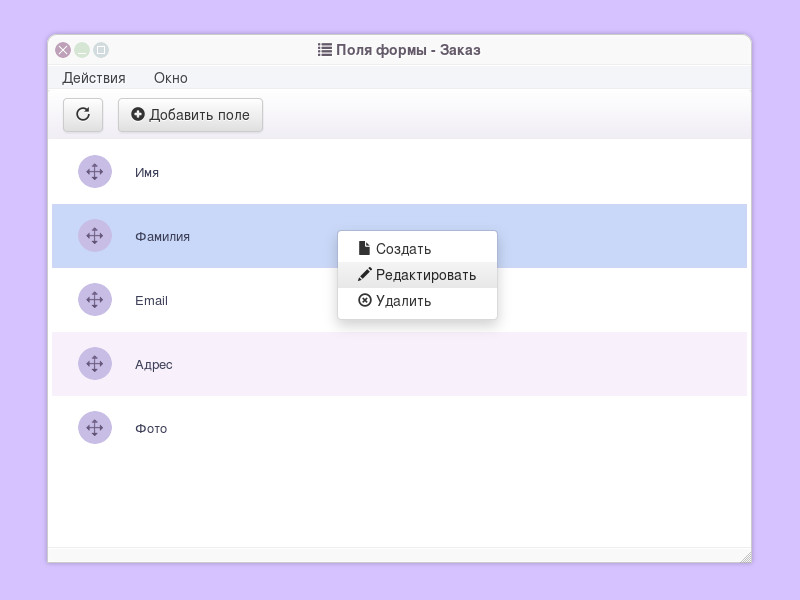 Поля формы - Заказ
Действия Окно
Добавить поле
Имя
Фамилия
Создать
Редактировать
Удалить
Email
Адрес
Фото